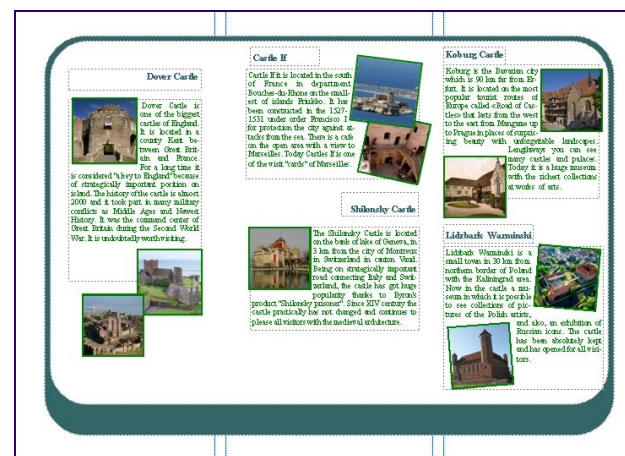 Dover Castle
Dover Castle is
one of the biggest
castles of England.
It is located in a
county Kent be-
tween Great Brit-
ain and France.
For a long time it
is considered "a key to England" because
of strategically important position on
island. The history of the castle is almost
2000 and it took part in many military
conflicts as Middle Ages and Newest
History. It was the command center of
Great Britain during the Second World
War. It is undoubtedly worth visiting.
Castle If
Castle If it is located in the south
of France in department
Bouches-du-Rhone on the small-
est of islands Friukko. It has
been constructed in the 1527-
1531 under order Francisco I
for protection the city against at-
tacks from the sea. There is a cafe
on the open area with a view to
Marseilles. Today Castles If is one
of the visit "cards" of Marseilles.
Shilonsky Castle
The Shilonsky Castle is located
on the bank of lake of Geneva, in
3 km from the city of Montreux
in Switzerland in canton Vaud.
Being on strategically important
road connecting Italy and Swit-
zerland, the castle has got huge
popularity thanks to Byron's
product "Shilonsky prisoner". Since XIV century the
castle practically has not changed and continues to
please all visitors with the medieval architecture.
Koburg Castle
Koburg is the Bavarian city
which is 90 km far from Er-
furt. It is located on the most
popular tourist routes of
Europe called «Road of Cas-
tles» that lasts from the west
to the east from Mangume up
to Prague in places of surpris-
ing beauty with unforgettable landscapes.
Lengthways you can see
many castles and palaces.
Today it is a huge museum
with the richest collections
at works of arts.
Lidzbark Warminski
Lidzbark Warminski is a
small town in 30 km from
northern border of Poland
with the Kaliningrad area.
Now in the castle a mu-
seum in which it is possible
to see collections of pic-
tures of the Polish artists,
and also, an exhibition of
Russian icons. The castle
has been absolutely kept
and has opened for all visi-
tors.